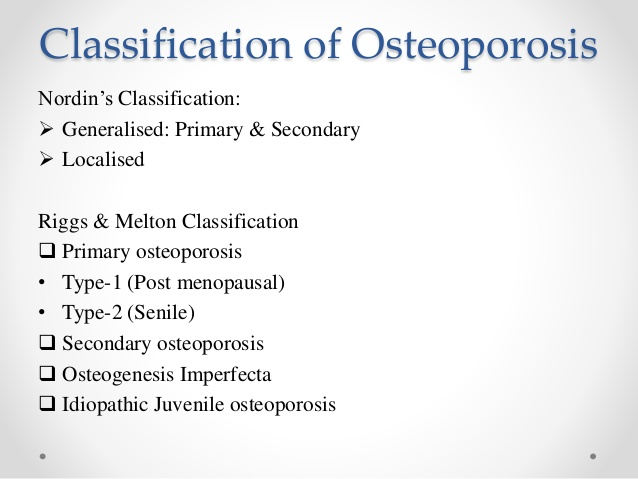 Classification of Osteoporosis
Nordin’s Classification:
➢ Generalised: Primary & Secondary
➢ Localised
Riggs & Melton Classification
❑ Primary osteoporosis
• Type-1 (Post menopausal)
• Type-2 (Senile)
❑ Secondary osteoporosis
❑ Osteogenesis Imperfecta
❑ Idiopathic Juvenile osteoporosis